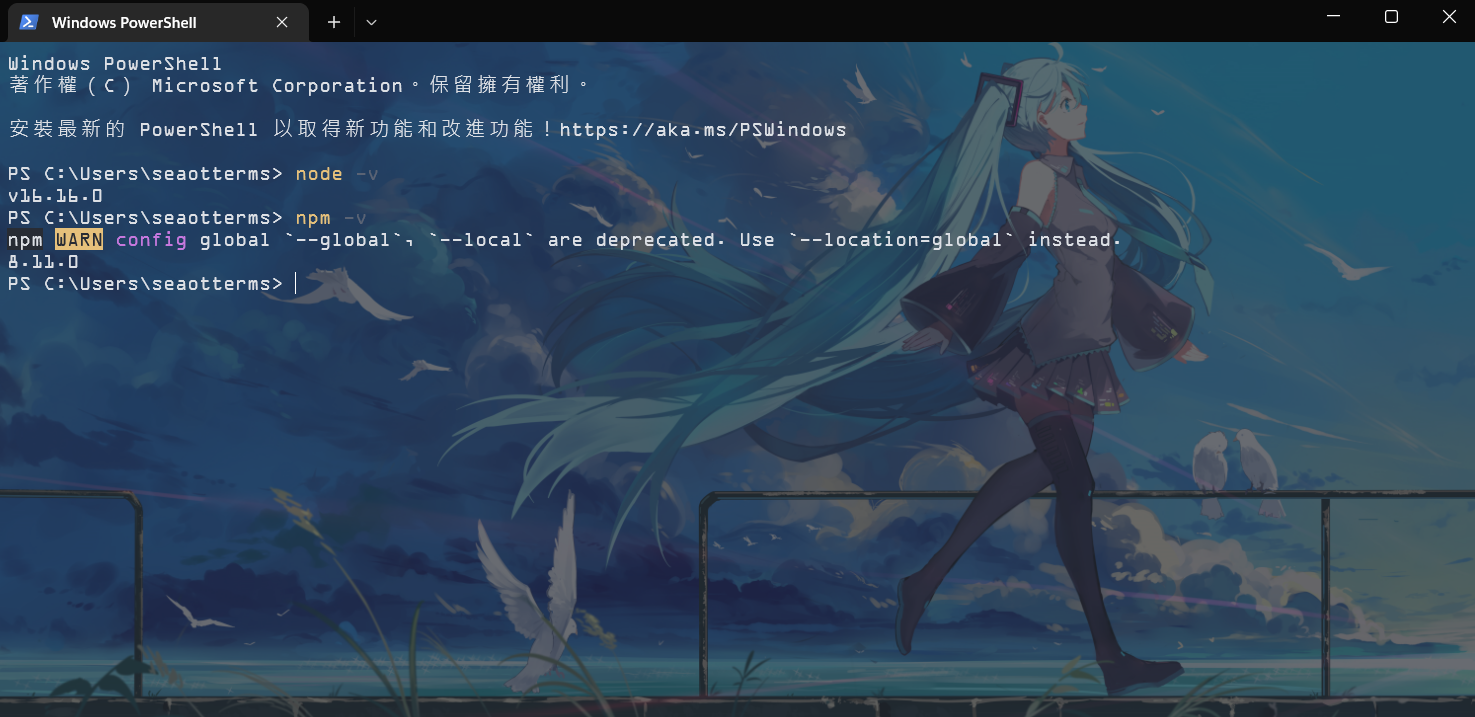 Windows PowerShell
Windows PowerShell
著作權 (C) Microsoft Corporation。保留擁有權利。
安裝最新的 PowerShell 以取得新功能和改進功能！https://aka.ms/PSWindows
PS C:\Users\seaotterms> node -v
v16.16.0
PS C:\Users\seaotterms> npm -v
npm WARN config global `--global`, `--local` are deprecated. Use `--location=global` instead.
8.11.0
PS C:\Users\seaotterms>